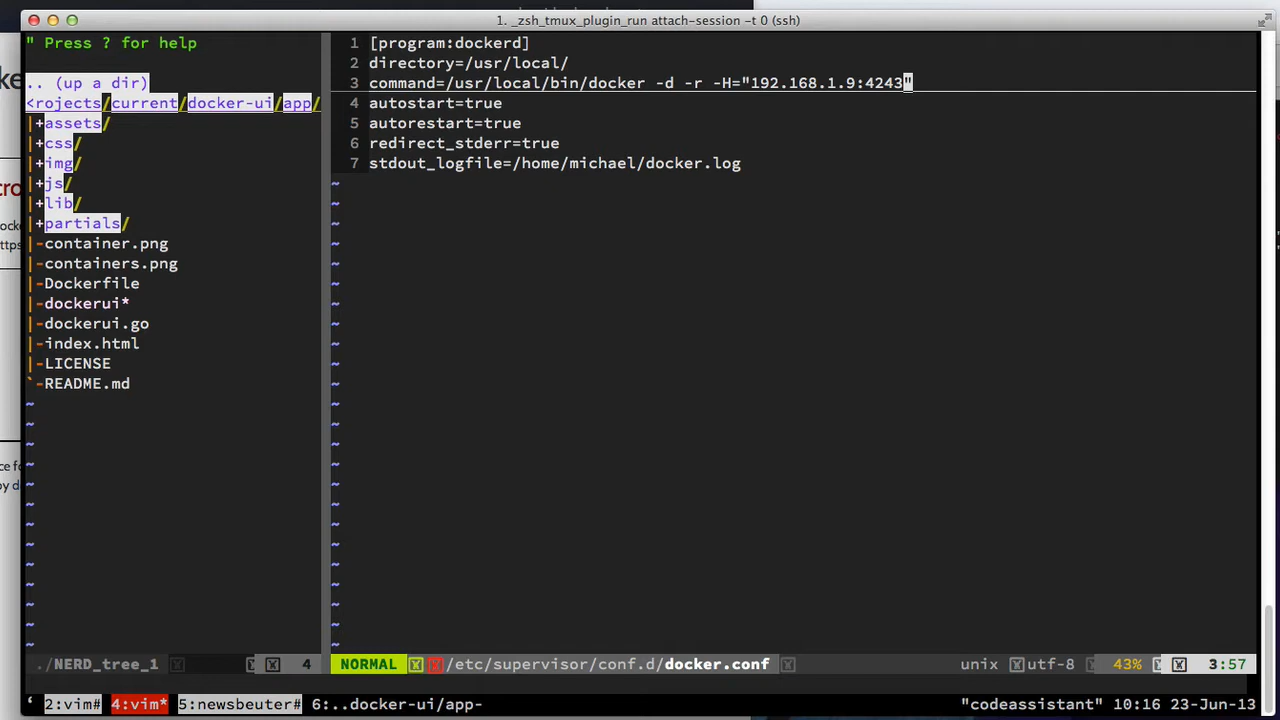 1. _zsh_tmux_plugin_run attach-session -t 0 (ssh)
" Press ? for help
.. (up a dir)
<rojects/current/docker-ui/app/
|+assets/
|+css/
|+img/
|+js/
|+lib/
|+partials/
|-container.png
|-containers.png
|-Dockerfile
|-dockerui*
|-dockerui.go
|-index.html
|-LICENSE
`-README.md
1 [program:dockerd]
2 directory=/usr/local/
3 command=/usr/local/bin/docker -d -r -H="192.168.1.9:4243"
4 autostart=true
5 autorestart=true
6 redirect_stderr=true
7 stdout_logfile=/home/michael/docker.log
./NERD_tree_1 4
NORMAL /etc/supervisor/conf.d/docker.conf unix utf-8 43% 3:57
2:vim# 4:vim* 5:newsbeuter# 6:..docker-ui/app- "codeassistant" 10:16 23-Jun-13